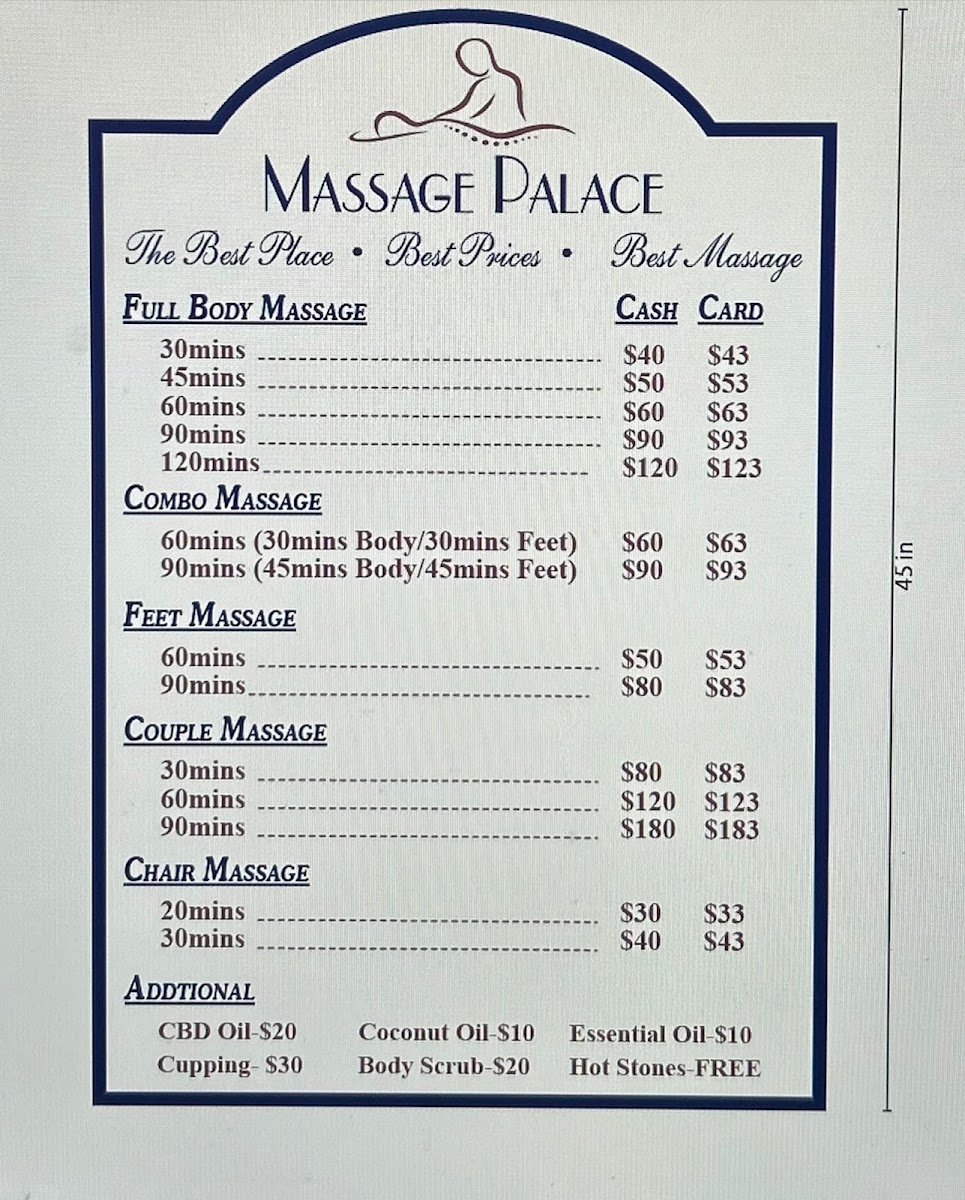 MASSAGE PALACE
The Best Place • Best Prices • Best Massage
FULL BODY MASSAGE CASH CARD
30mins $40 $43
45mins $50 $53
60mins $60 $63
90mins $90 $93
120mins $120 $123
COMBO MASSAGE
60mins (30mins Body/30mins Feet) $60 $63
90mins (45mins Body/45mins Feet) $90 $93
FEET MASSAGE
60mins $50 $53
90mins $80 $83
COUPLE MASSAGE
30mins $80 $83
60mins $120 $123
90mins $180 $183
CHAIR MASSAGE
20mins $30 $33
30mins $40 $43
ADDTIONAL
CBD Oil-$20 Coconut Oil-$10 Essential Oil-$10
Cupping- $30 Body Scrub-$20 Hot Stones-FREE
45 in